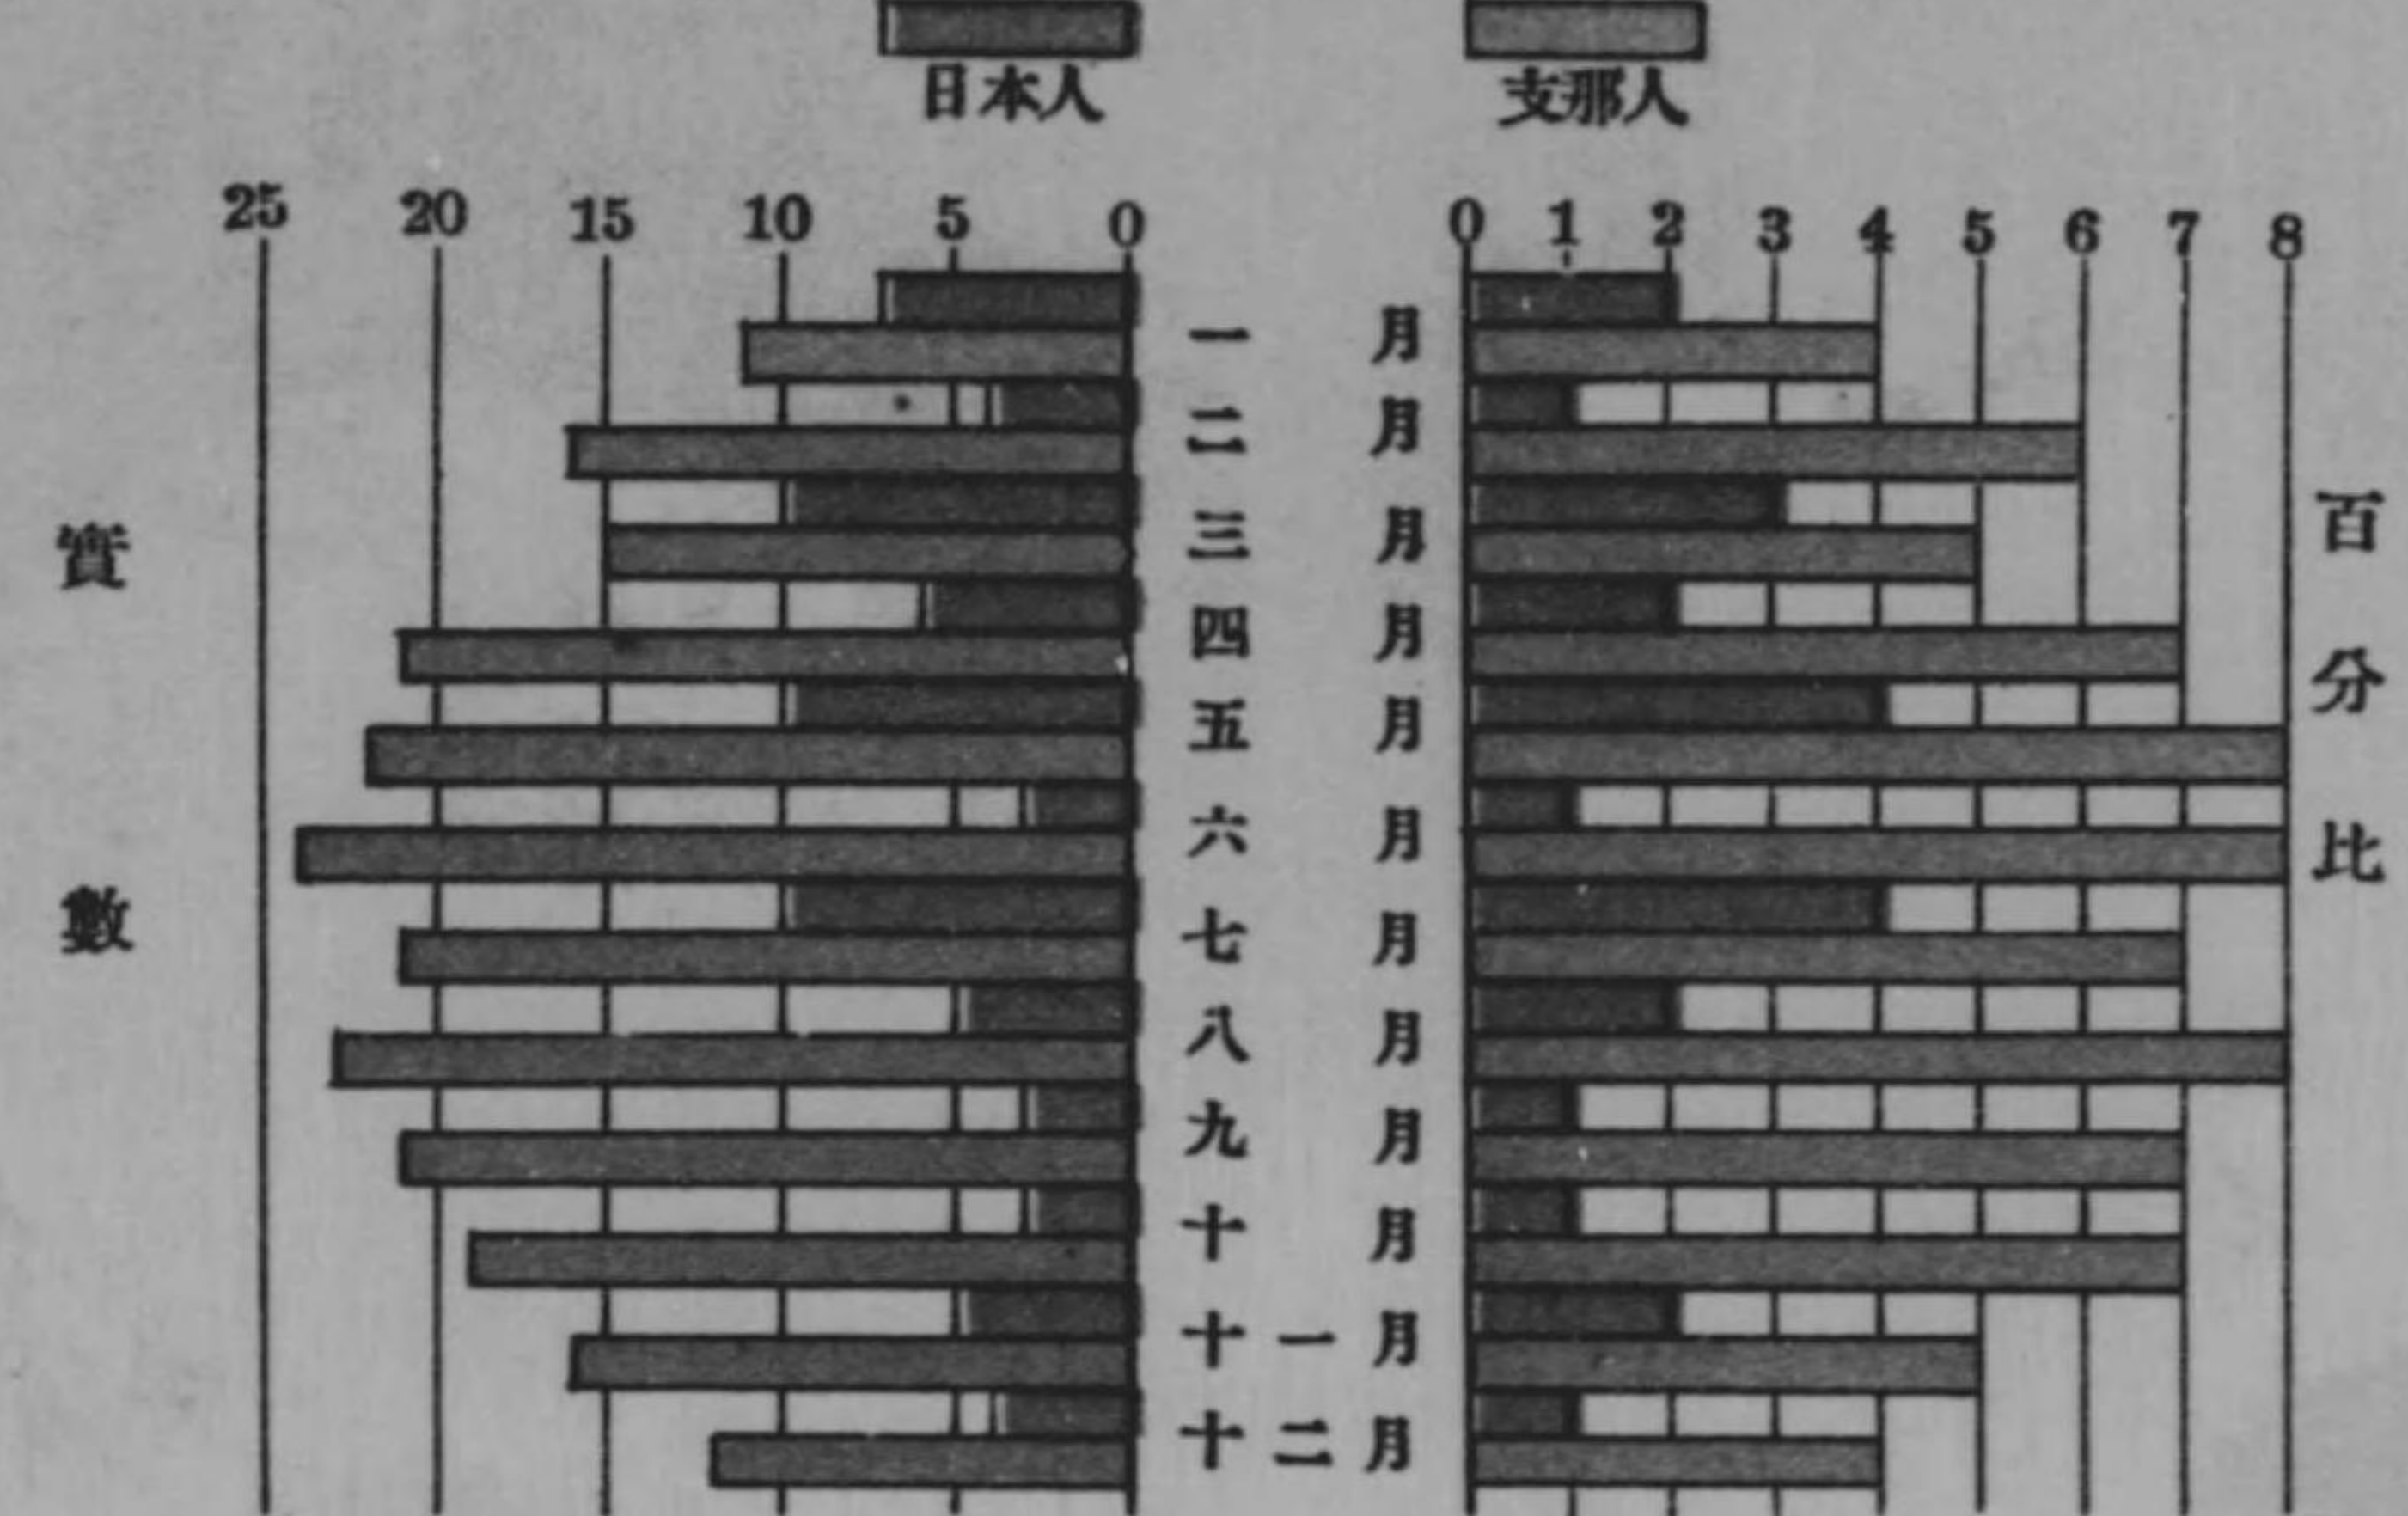 日本人 支那人
25 20 15 10 5 0 0 1 2 3 4 5 6 7 8
一月
二月
三月
四月
五月
六月
七月
八月
九月
十月
十一月
十二月
實數
百分比